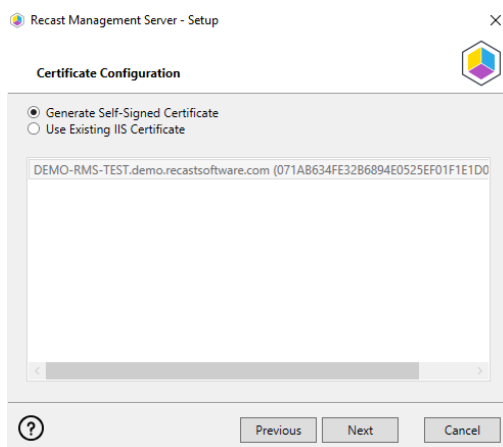 Recast Management Server - Setup
Certificate Configuration
Generate Self-Signed Certificate
Use Existing IIS Certificate
DEMO-RMS-TEST.demo.recastsoftware.com (071AB634FE32B6894E0525EF01F1E1D0
Previous
Next
Cancel